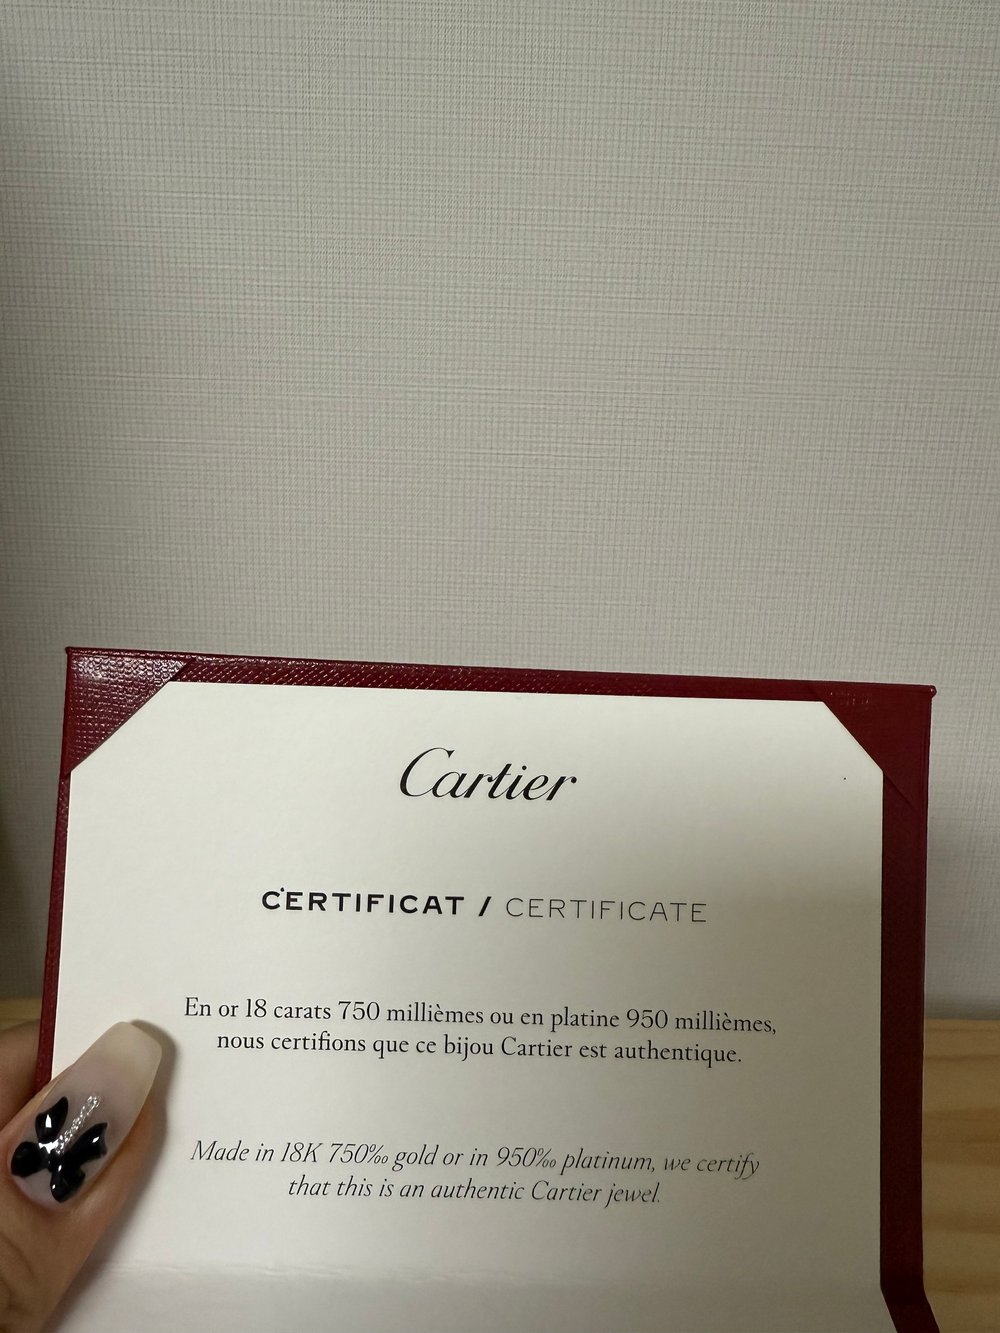 Cartier
CERTIFICAT / CERTIFICATE
En or 18 carats 750 millièmes ou en platine 950 millièmes,
nous certifions que ce bijou Cartier est authentique.
Made in 18K 750‰ gold or in 950‰ platinum, we certify
that this is an authentic Cartier jewel.